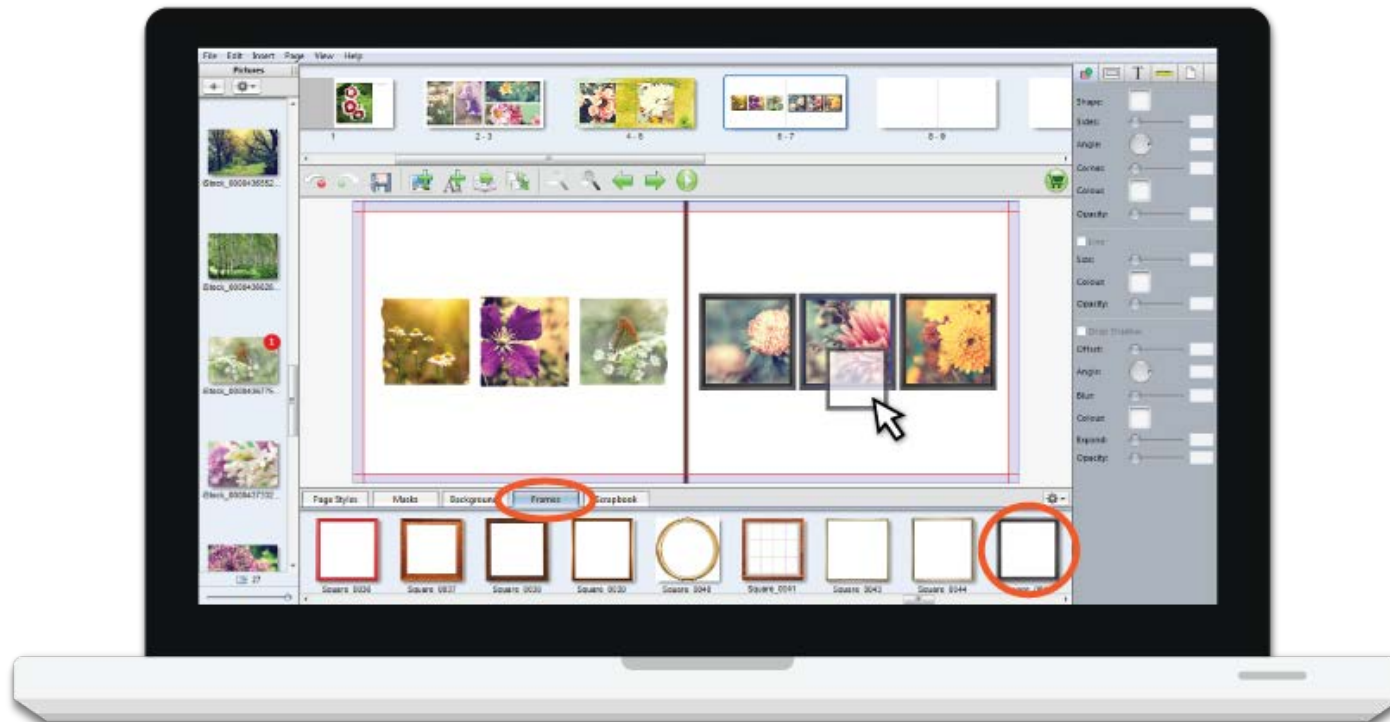 File Edit Insert Page View Help
Pictures
1
2 - 3
4 - 5
6 - 7
8 - 9
T
Shape:
Sides:
Angle:
Corner:
Colour:
Opacity:
Line
Size:
Colour:
Opacity:
Drop Shadow
Offset:
Angle:
Blur:
Colour:
Expand:
Opacity:
1
Page Styles Masks Background Frames Scrapbook
27
Square_0036 Square_0037 Square_0038 Square_0039 Square_0040 Square_0041 Square_0043 Square_0044